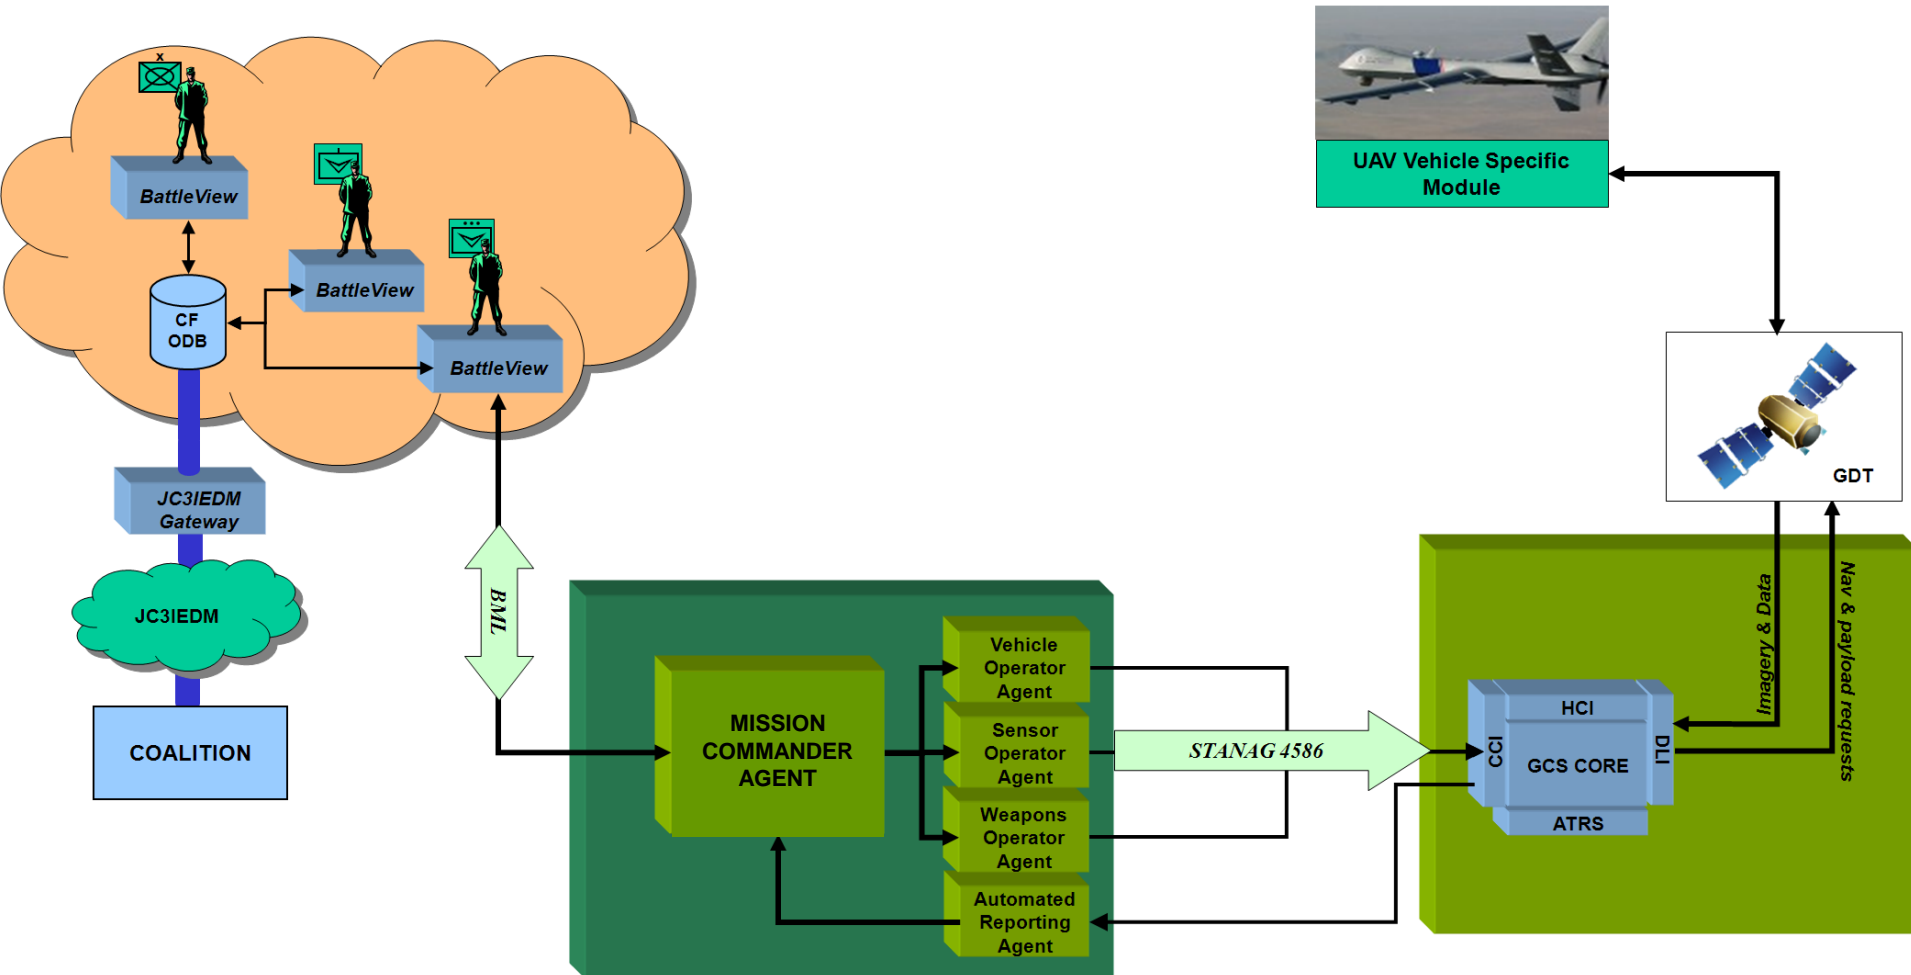 x
BattleView
BattleView
BattleView
CF
ODB
JC3IEDM
Gateway
JC3IEDM
COALITION
BML
MISSION
COMMANDER
AGENT
Vehicle
Operator
Agent
Sensor
Operator
Agent
Weapons
Operator
Agent
Automated
Reporting
Agent
STANAG 4586
UAV Vehicle Specific
Module
GDT
Imagery & Data
Nav & payload requests
HCI
CCI
GCS CORE
DLI
ATRS